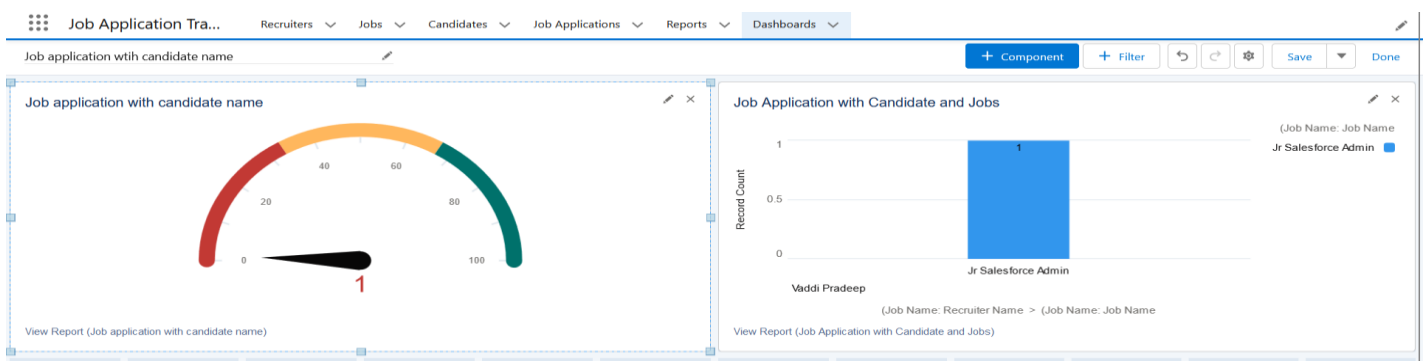 Job Application Tra...
Recruiters Jobs Candidates Job Applications Reports Dashboards
Job application wtih candidate name
+ Component + Filter Save Done
Job application with candidate name
40 60
20 80
0 100
1
View Report (Job application with candidate name)
Job Application with Candidate and Jobs
(Job Name: Job Name
Jr Salesforce Admin
Record Count
1
1
0.5
0
Jr Salesforce Admin
Vaddi Pradeep
(Job Name: Recruiter Name > (Job Name: Job Name
View Report (Job Application with Candidate and Jobs)